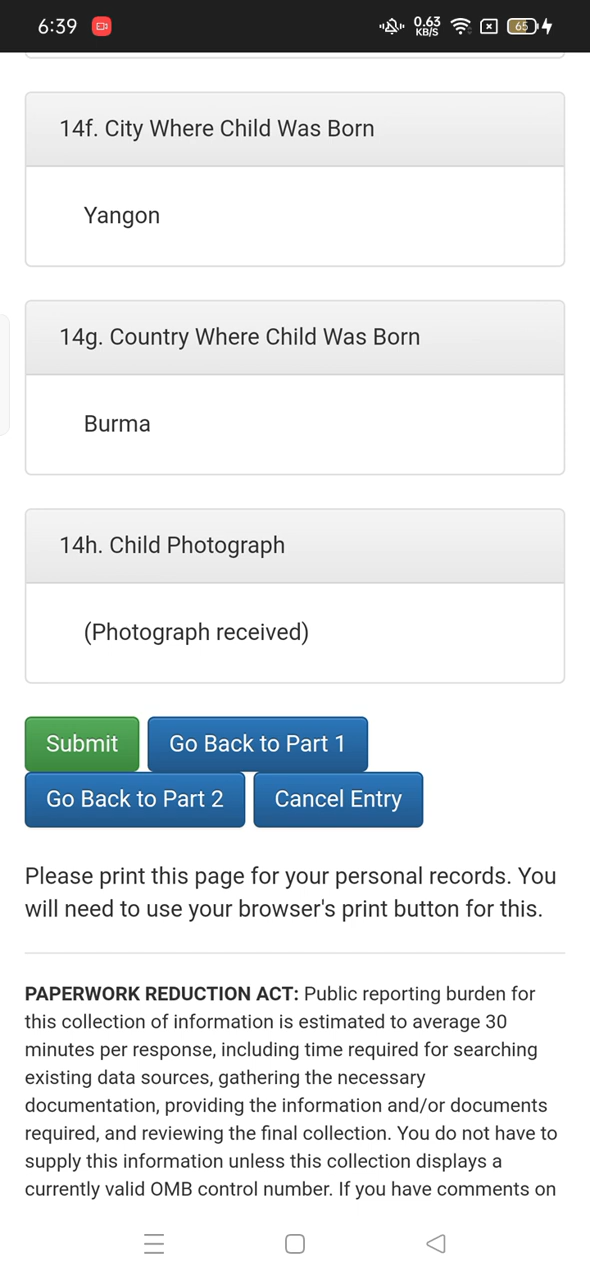 6:39
0.63
KB/S
65
14f. City Where Child Was Born
Yangon
14g. Country Where Child Was Born
Burma
14h. Child Photograph
(Photograph received)
Submit
Go Back to Part 1
Go Back to Part 2
Cancel Entry
Please print this page for your personal records. You
will need to use your browser's print button for this.
PAPERWORK REDUCTION ACT: Public reporting burden for
this collection of information is estimated to average 30
minutes per response, including time required for searching
existing data sources, gathering the necessary
documentation, providing the information and/or documents
required, and reviewing the final collection. You do not have to
supply this information unless this collection displays a
currently valid OMB control number. If you have comments on